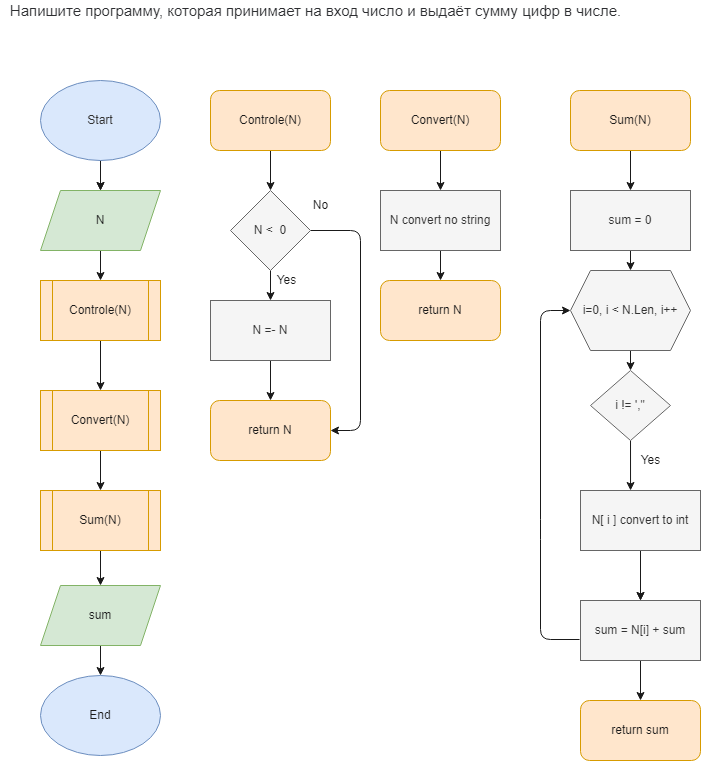 Напишите программу, которая принимает на вход число и выдаёт сумму цифр в числе.
Start
N
Controle(N)
Convert(N)
Sum(N)
sum
End
Controle(N)
N < 0
No
Yes
N =- N
return N
Convert(N)
N convert no string
return N
Sum(N)
sum = 0
i=0, i < N.Len, i++
i != ',"
Yes
N[ i ] convert to int
sum = N[i] + sum
return sum